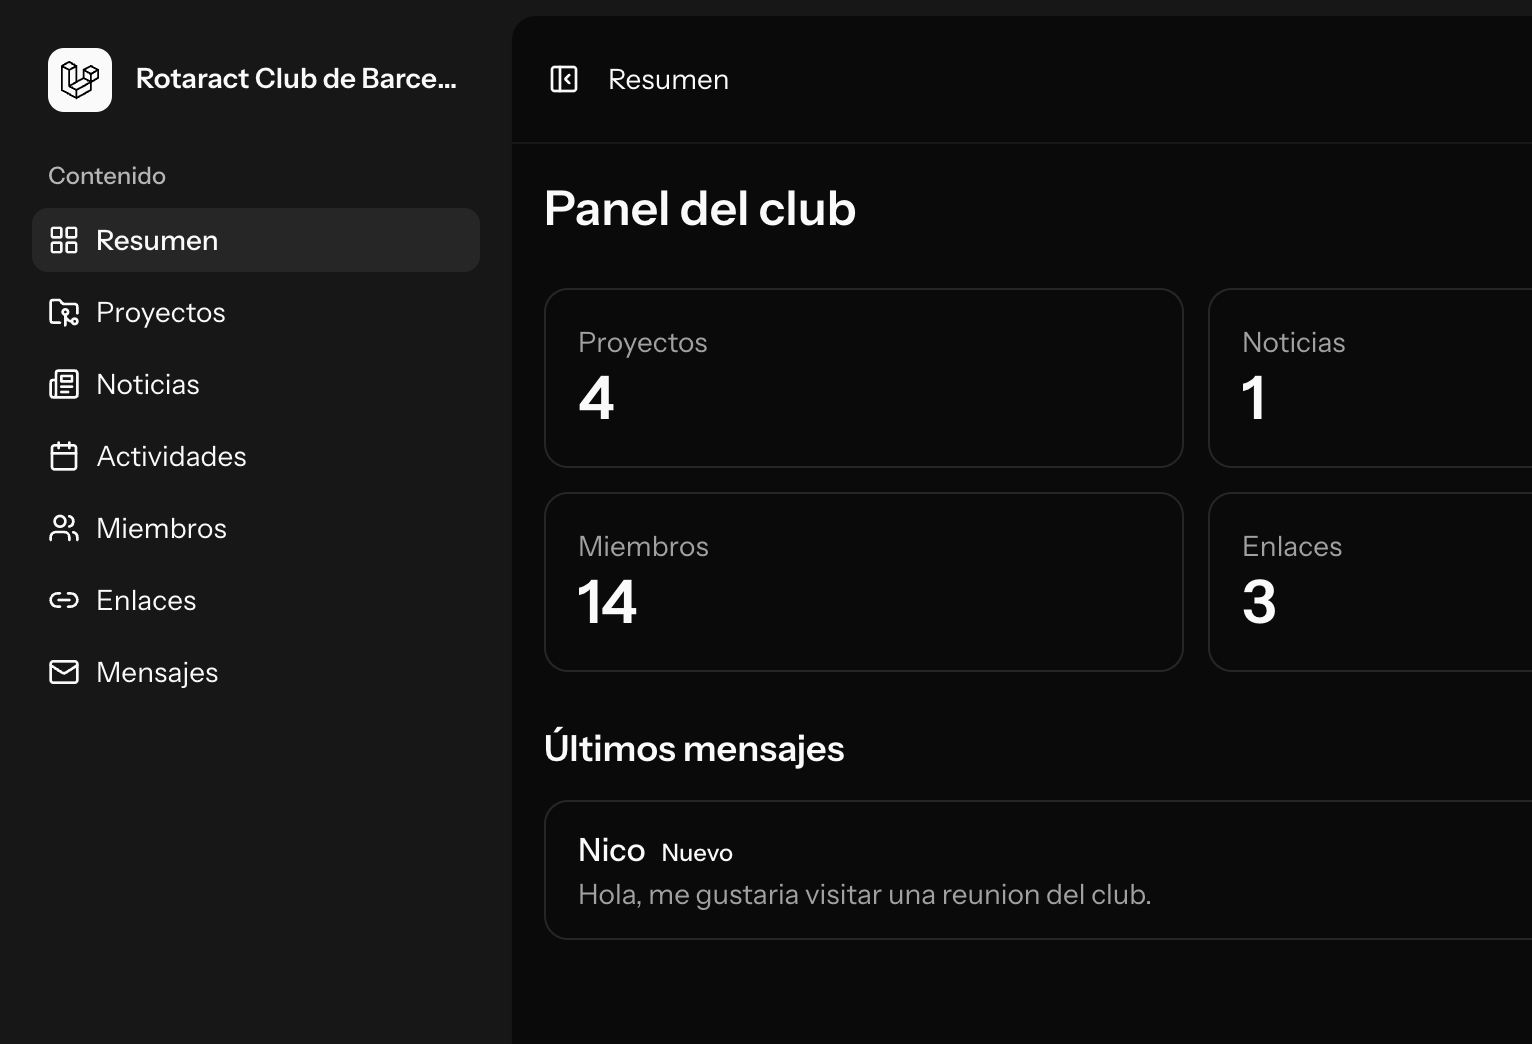 Rotaract Club de Barce...
Contenido
Resumen
Proyectos
Noticias
Actividades
Miembros
Enlaces
Mensajes
Resumen
Panel del club
Proyectos
4
Noticias
1
Miembros
14
Enlaces
3
Últimos mensajes
Nico Nuevo
Hola, me gustaria visitar una reunion del club.